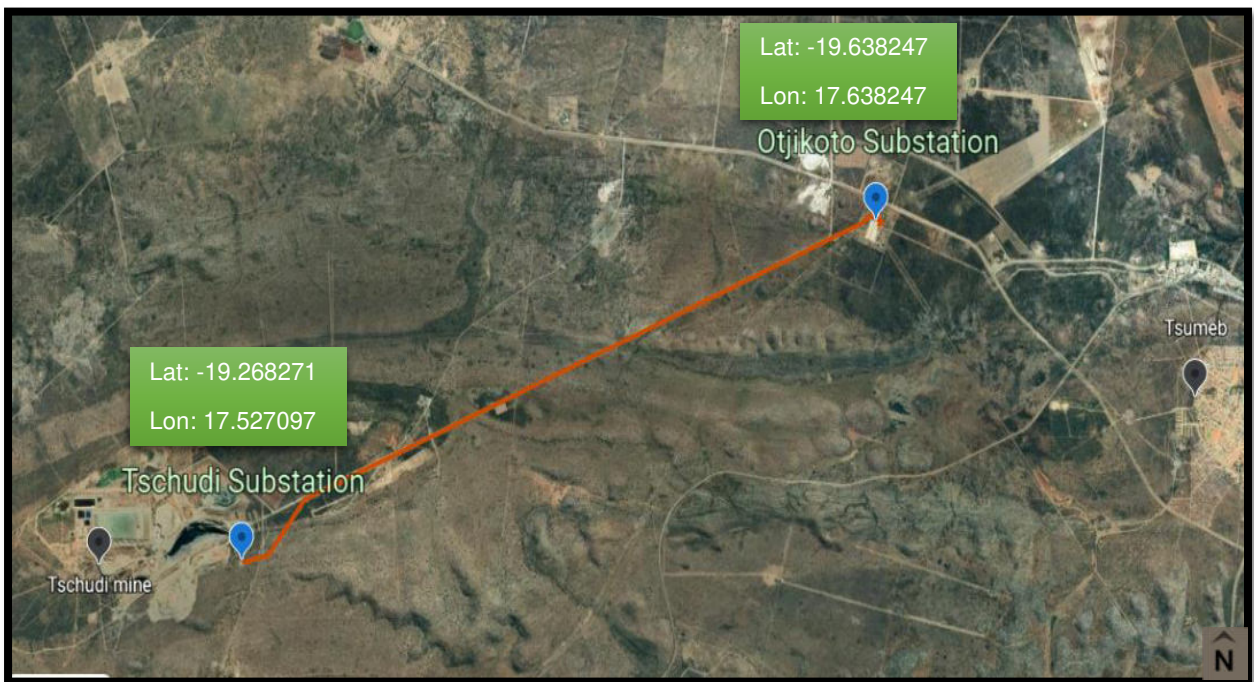 Lat: -19.638247
Lon: 17.638247
Otjikoto Substation
Tsumeb
Lat: -19.268271
Lon: 17.527097
Tschudi Substation
Tschudi mine
N